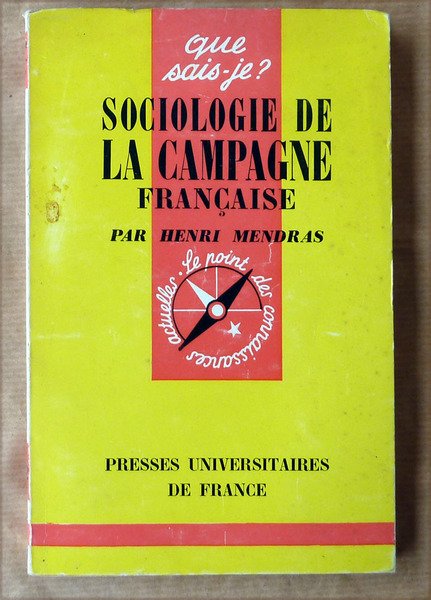 que
sais-je?
SOCIOLOGIE DE
LA CAMPAGNE
FRANÇAISE
PAR HENRI MENDRAS
Le point des connaissances actuelles.
PRESSES UNIVERSITAIRES
DE FRANCE